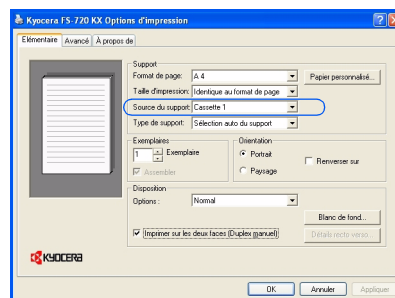 Kyocera FS-720 KX Options d'impression
Elémentaire Avancé À propos de
Support
Format de page: A 4 Papier personnalisé...
Taille d'impression: Identique au format de page
Source du support: Cassette 1
Type de support: Sélection auto du support
Exemplaires Orientation
1 Exemplaire Portrait
Renverser sur
Assembler Paysage
Disposition
Options : Normal
Blanc de fond...
Imprimer sur les deux faces (Duplex manuel)
Détails recto verso...
KYOCERA
OK Annuler Appliquer